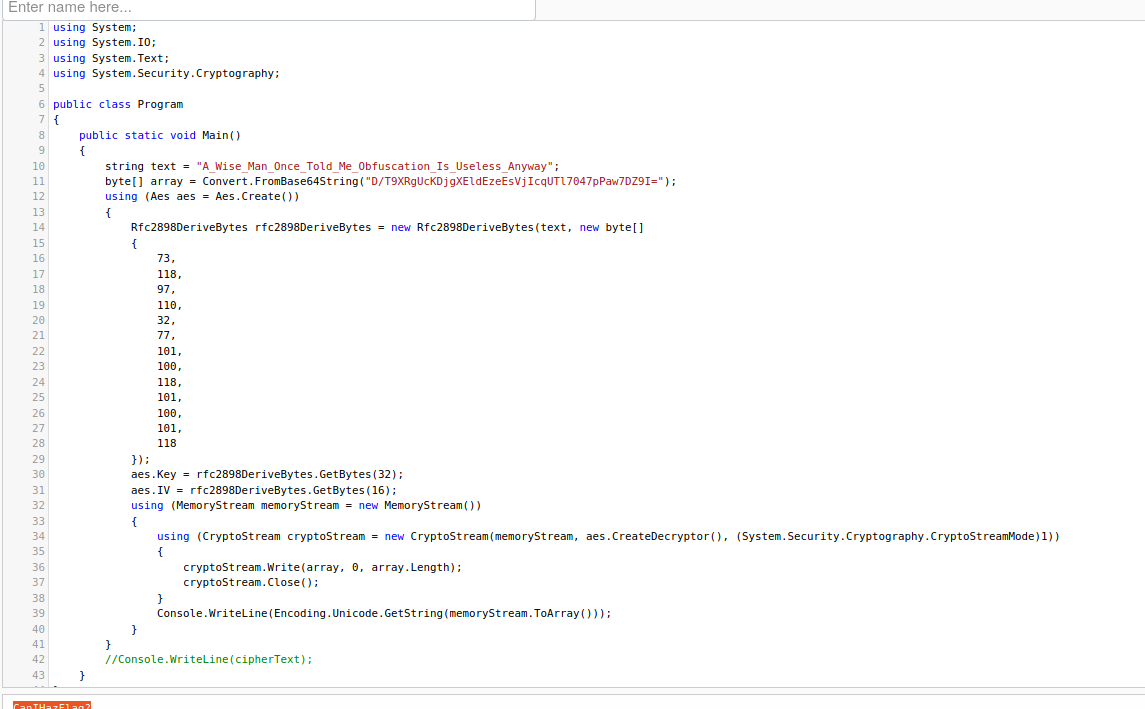 Enter name here...
1 using System;
2 using System.IO;
3 using System.Text;
4 using System.Security.Cryptography;
5
6 public class Program
7 {
8 public static void Main()
9 {
10 string text = "A_Wise_Man_Once_Told_Me_Obfuscation_Is_Useless_Anyway";
11 byte[] array = Convert.FromBase64String("D/T9XRgUcKDjgXEldEzeEsVjIcqUTl7047pPaw7DZ9I=");
12 using (Aes aes = Aes.Create())
13 {
14 Rfc2898DeriveBytes rfc2898DeriveBytes = new Rfc2898DeriveBytes(text, new byte[]
15 {
16 73,
17 118,
18 97,
19 110,
20 32,
21 77,
22 101,
23 100,
24 118,
25 101,
26 100,
27 101,
28 118
29 });
30 aes.Key = rfc2898DeriveBytes.GetBytes(32);
31 aes.IV = rfc2898DeriveBytes.GetBytes(16);
32 using (MemoryStream memoryStream = new MemoryStream())
33 {
34 using (CryptoStream cryptoStream = new CryptoStream(memoryStream, aes.CreateDecryptor(), (System.Security.Cryptography.CryptoStreamMode)1))
35 {
36 cryptoStream.Write(array, 0, array.Length);
37 cryptoStream.Close();
38 }
39 Console.WriteLine(Encoding.Unicode.GetString(memoryStream.ToArray()));
40 }
41 }
42 //Console.WriteLine(cipherText);
43 }
CanIHazFlag?